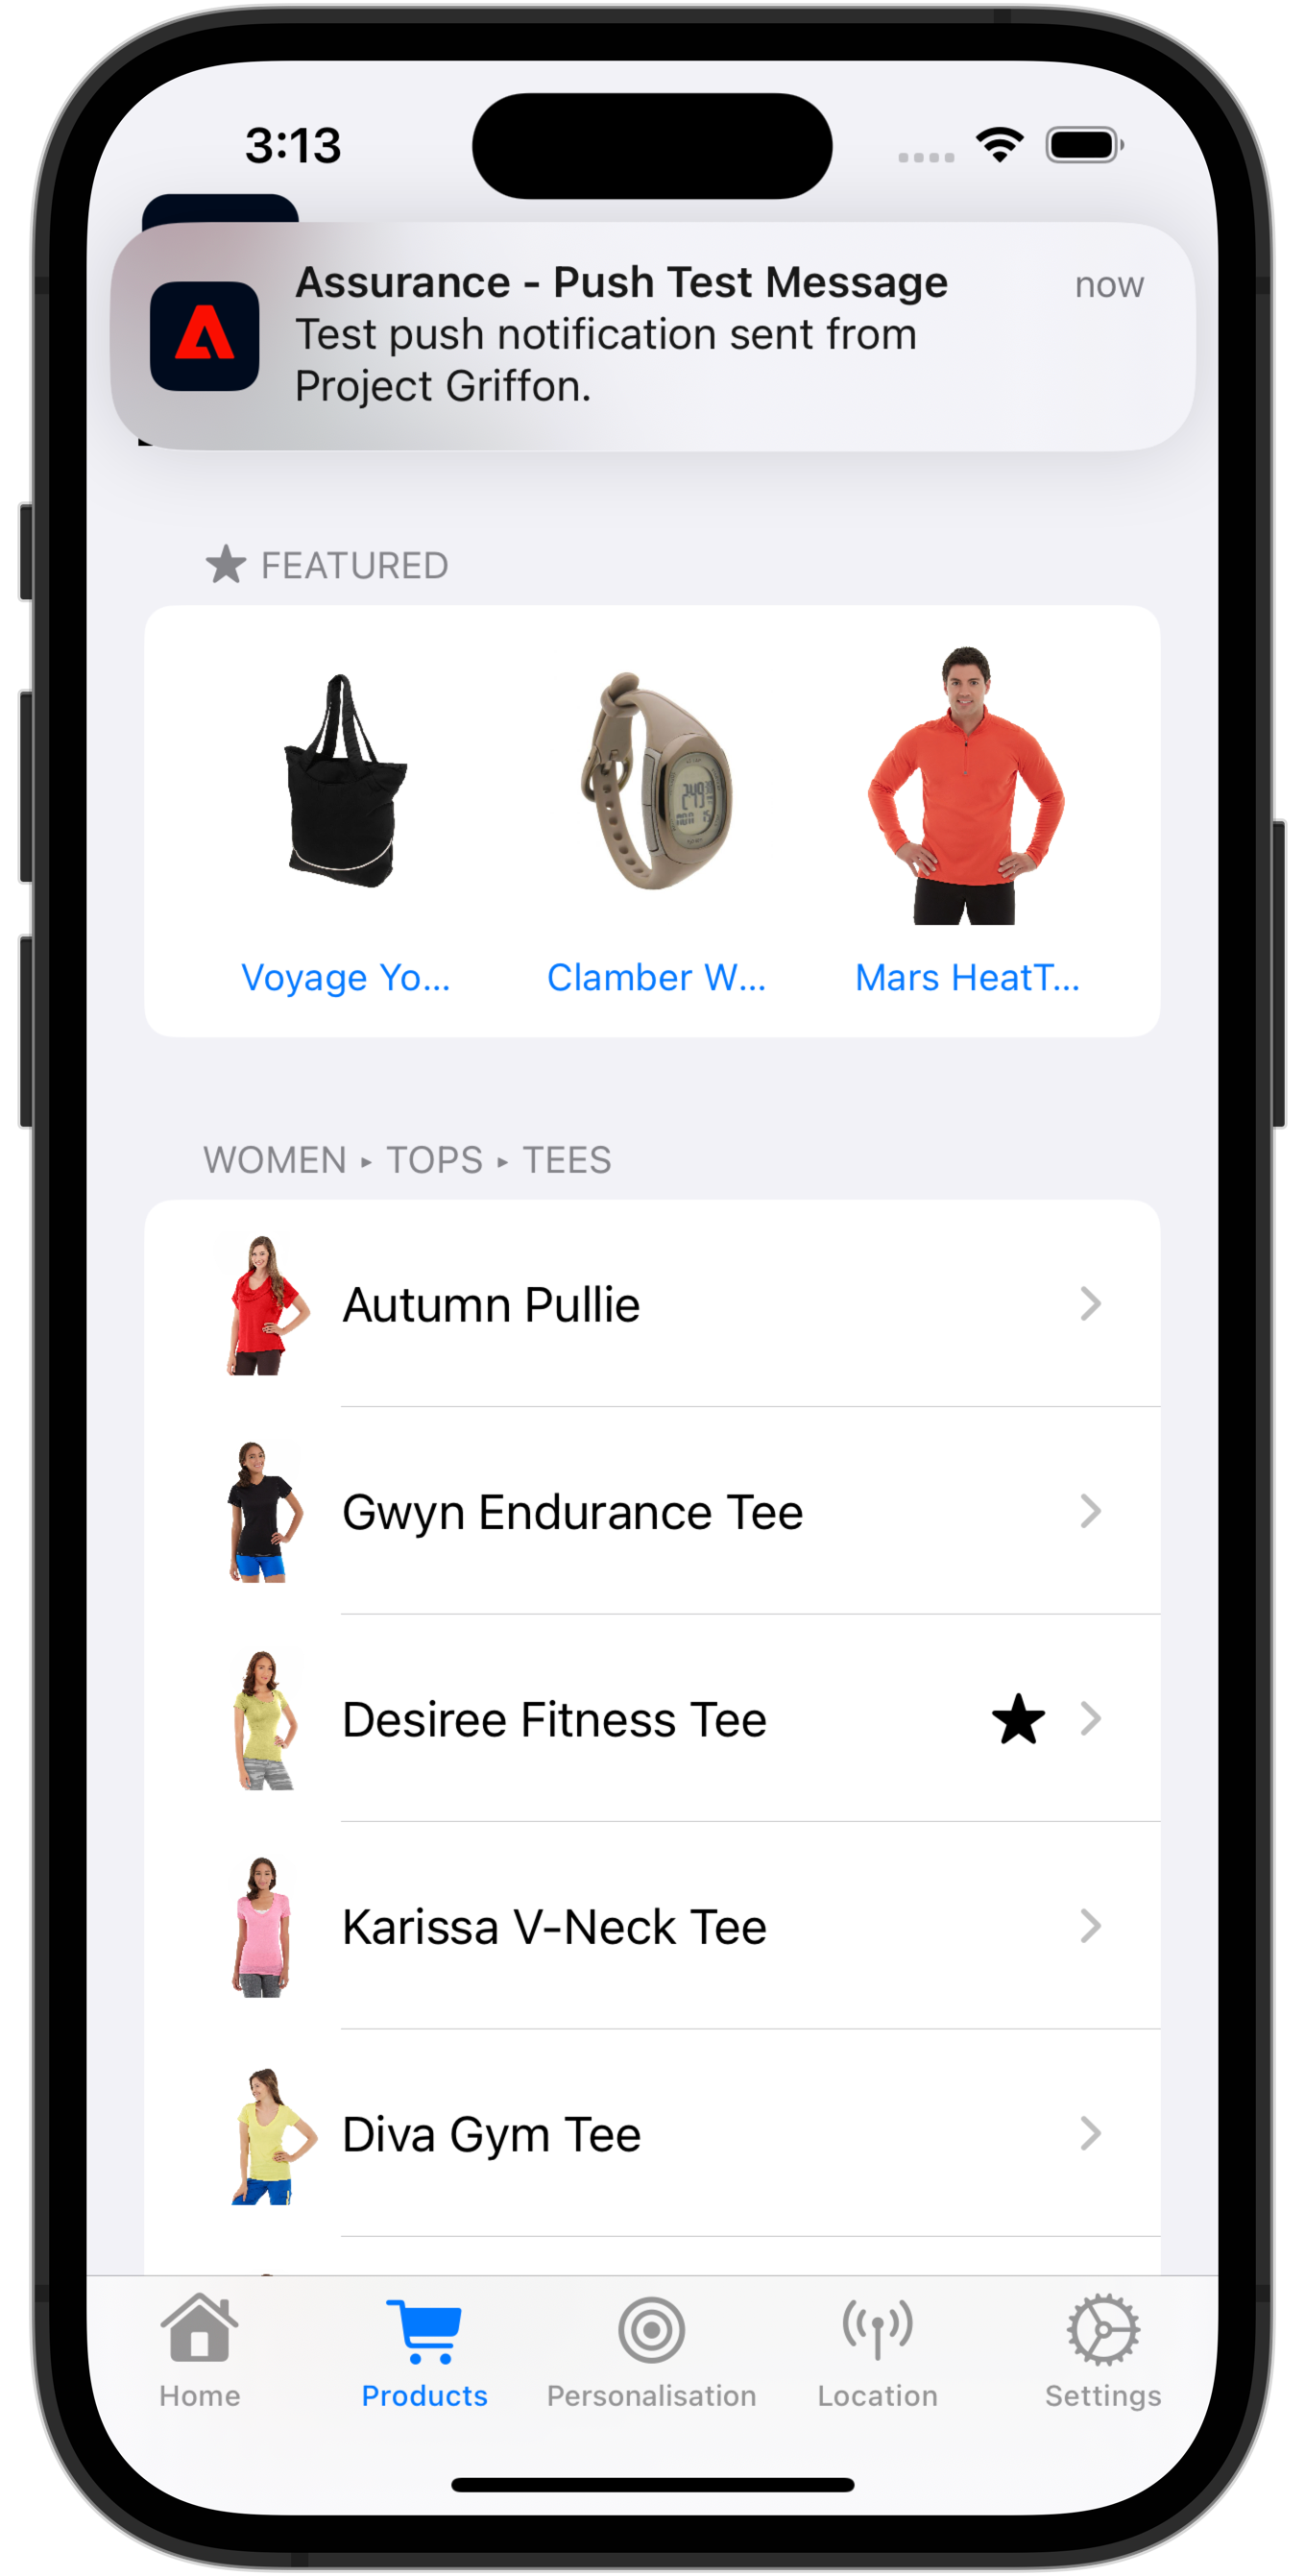 3:13
Assurance - Push Test Message
now
Test push notification sent from
Project Griffon.
FEATURED
Voyage Yo...
Clamber W...
Mars HeatT...
WOMEN ▸ TOPS ▸ TEES
Autumn Pullie
Gwyn Endurance Tee
Desiree Fitness Tee
Karissa V-Neck Tee
Diva Gym Tee
Home
Products
Personalisation
Location
Settings